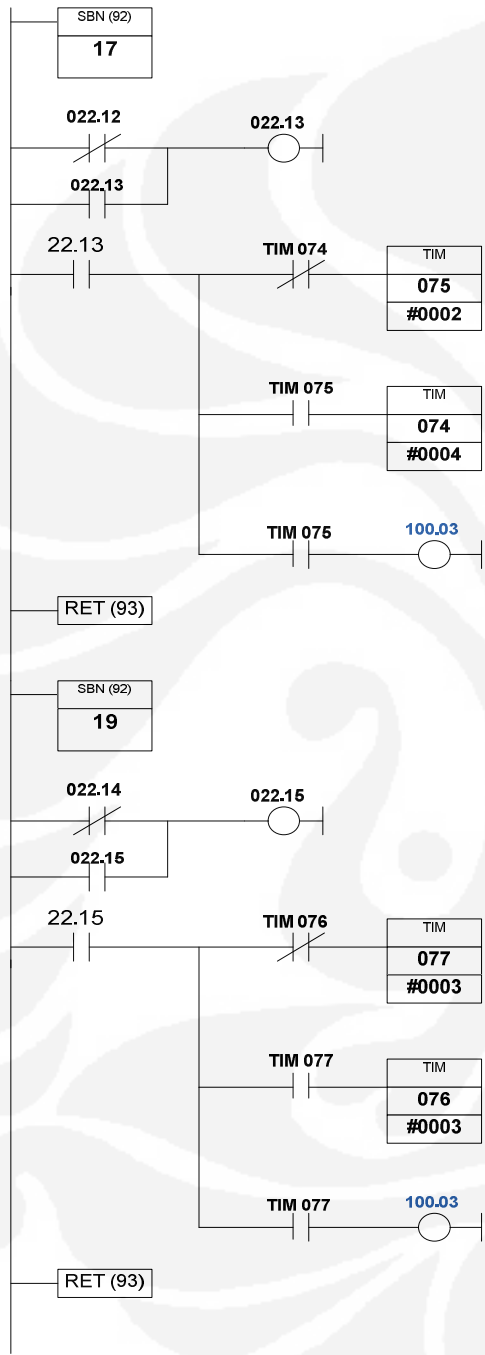 SBN (92)
17
022.12
022.13
022.13
22.13
TIM 074
TIM
075
#0002
TIM 075
TIM
074
#0004
TIM 075
100.03
RET (93)
SBN (92)
19
022.14
022.15
022.15
22.15
TIM 076
TIM
077
#0003
TIM 077
TIM
076
#0003
TIM 077
100.03
RET (93)